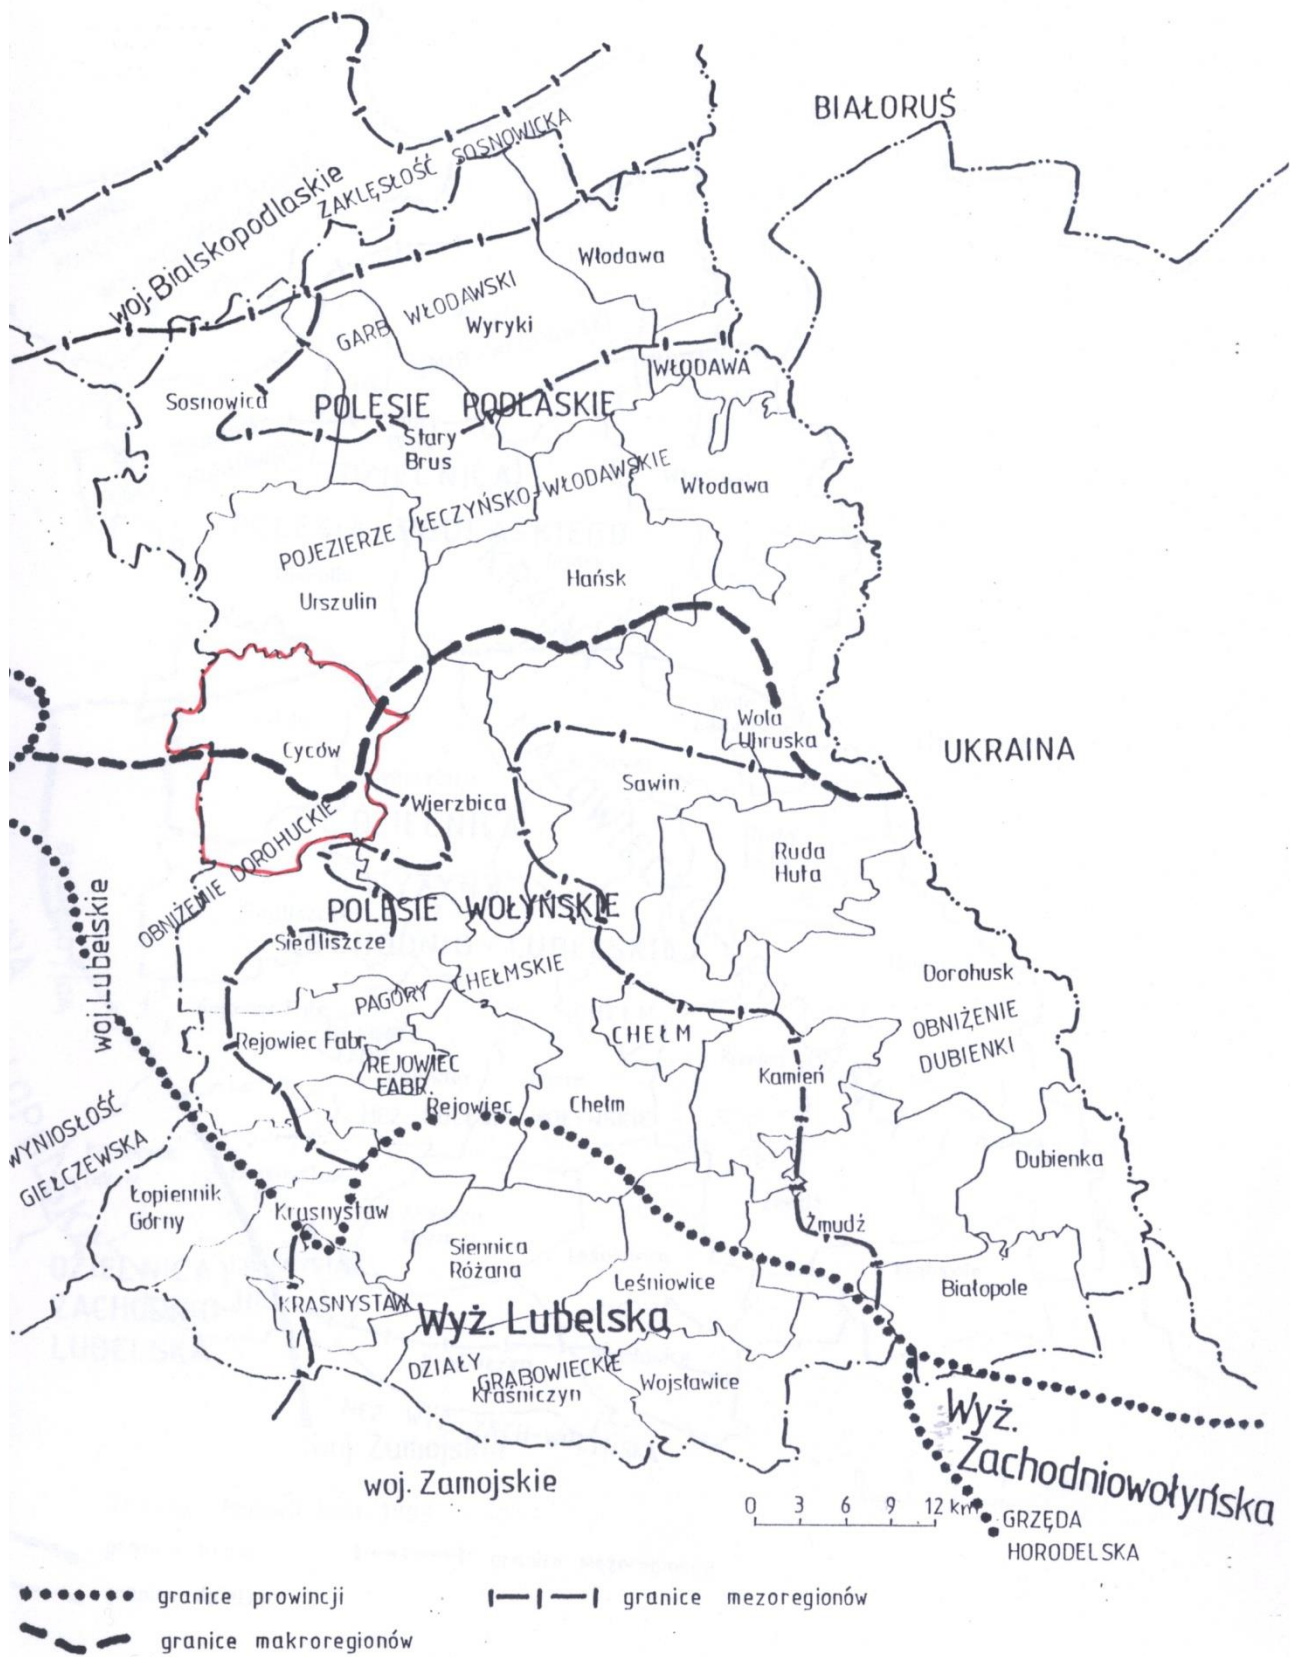 BIAŁORUŚ
ZAKLĘSŁOŚĆ SOSNOWICKA
woj. Bialskopodlaskie
Włodawa
GARB WŁODAWSKI
Wyryki
WŁODAWA
Sosnowica
POLESIE PODLASKIE
Stary
Brus
POJEZIERZE ŁECZYŃSKO-WŁODAWSKIE
Włodawa
Hańsk
Urszulin
Wola
Uhruska
UKRAINA
Cyców
Sawin
Wierzbica
OBNIŻENIE DOROHUCKIE
Ruda
Huta
POLESIE WOŁYŃSKIE
Siedliszcze
woj. Lubelskie
Dorohusk
PAGÓRY CHEŁMSKIE
OBNIŻENIE
DUBIENKI
CHEŁM
Rejowiec Fabr.
REJOWIEC
FABR.
Kamień
Rejowiec
Chełm
WYNIOSŁOŚĆ
GIEŁCZEWSKA
Dubienka
Łopiennik
Górny
Krasnystaw
Żmudź
Siennica
Różana
Leśniowice
Białopole
KRASNYSTAW
Wyż. Lubelska
DZIAŁY GRABOWIECKIE
Kraśniczyn
Wojsławice
Wyż.
Zachodniowołyńska
woj. Zamojskie
0 3 6 9 12 km
GRZĘDA
HORODELSKA
granice prowincji
granice mezoregionów
granice makroregionów